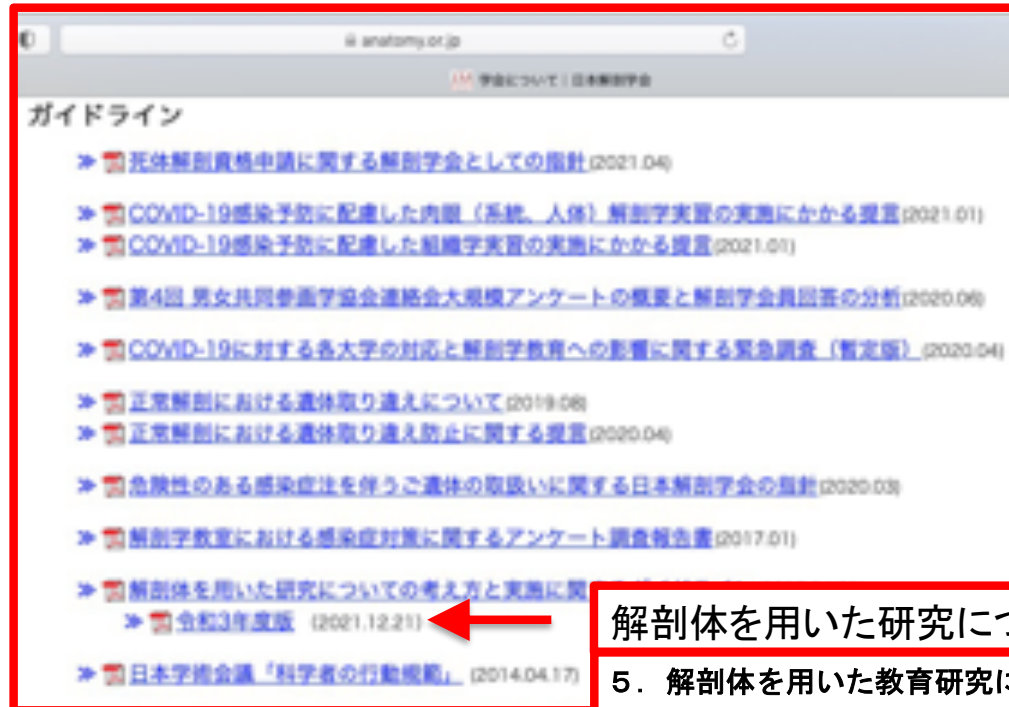 anatomy.or.jp
学会について | 日本解剖学会
ガイドライン
≫ 死体解剖資格申請に関する解剖学会としての指針(2021.04)
≫ COVID-19感染予防に配慮した肉眼（系統、人体）解剖学実習の実施にかかる提言(2021.01)
≫ COVID-19感染予防に配慮した組織学実習の実施にかかる提言(2021.01)
≫ 第4回 男女共同参画学協会連絡会大規模アンケートの概要と解剖学会員回答の分析(2020.06)
≫ COVID-19に対する各大学の対応と解剖学教育への影響に関する緊急調査（暫定版）(2020.04)
≫ 正常解剖における遺体取り違えについて(2019.08)
≫ 正常解剖における遺体取り違え防止に関する提言(2020.04)
≫ 危険性のある感染症注を伴うご遺体の取扱いに関する日本解剖学会の指針(2020.03)
≫ 解剖学教室における感染症対策に関するアンケート調査報告書(2017.01)
≫ 解剖体を用いた研究についての考え方と実施に関
≫ 令和3年度版 (2021.12.21)
解剖体を用いた研究につ
≫ 日本学術会議「科学者の行動規範」 (2014.04.17)
５．解剖体を用いた教育研究に